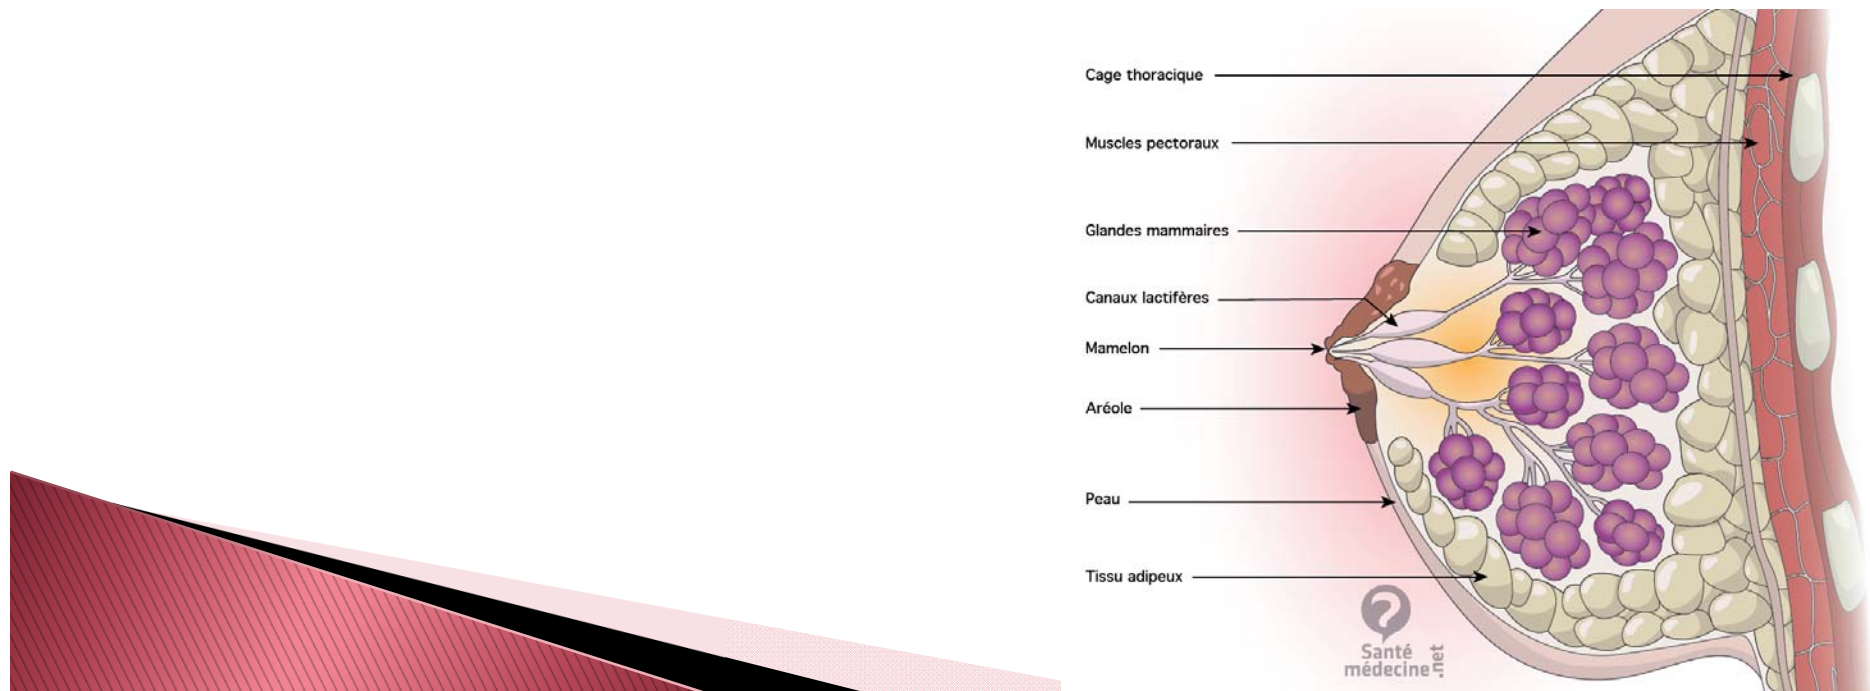 Cage thoracique
Muscles pectoraux
Glandes mammaires
Canaux lactifères
Mamelon
Aréole
Peau
Tissu adipeux
Santé
médecine.net